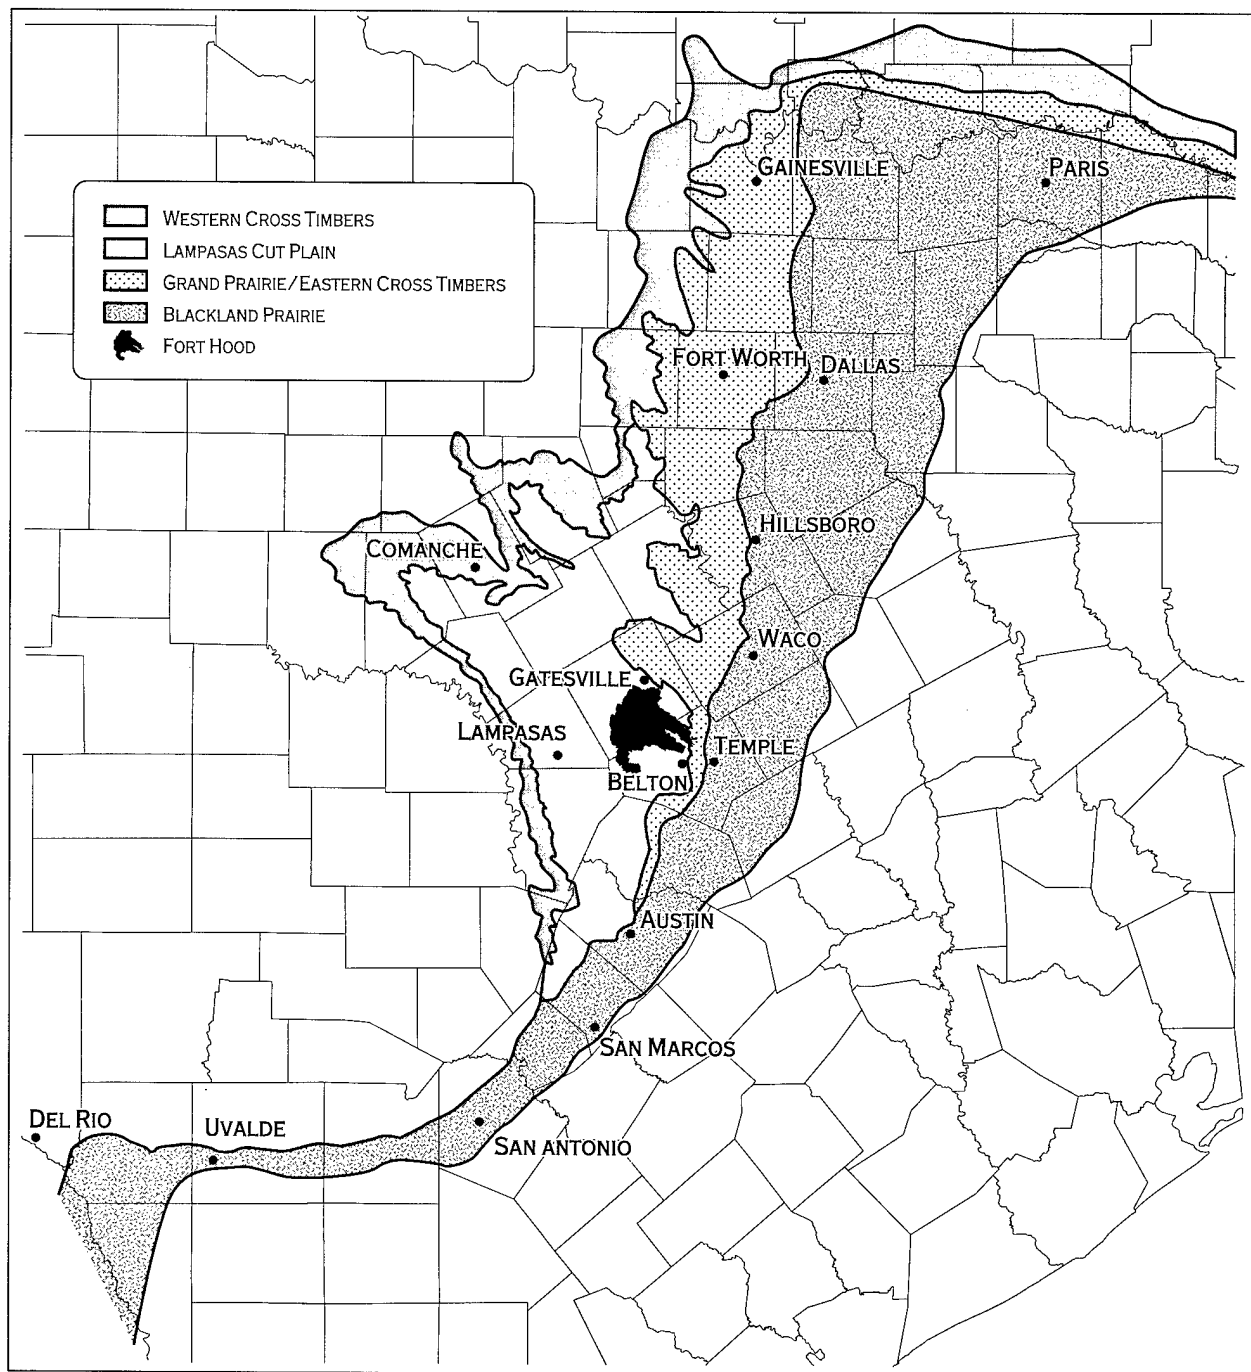 GAINESVILLE
PARIS
WESTERN CROSS TIMBERS
LAMPASAS CUT PLAIN
GRAND PRAIRIE/EASTERN CROSS TIMBERS
BLACKLAND PRAIRIE
FORT HOOD
FORT WORTH
DALLAS
HILLSBORO
COMANCHE
WACO
GATESVILLE
LAMPASAS
TEMPLE
BELTON
AUSTIN
SAN MARCOS
DEL RIO
UVALDE
SAN ANTONIO